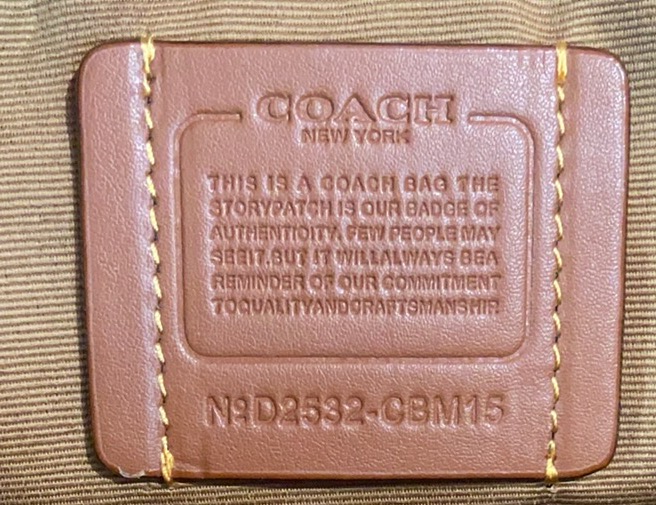 COACH
NEW YORK
THIS IS A COACH BAG THE
STORYPATCH IS OUR BADGE OF
AUTHENTICITY. FEW PEOPLE MAY
SEEIT,BUT IT WILLALWAYS BEA
REMINDER OF OUR COMMITMENT
TOQUALITYANDCRAFTSMANSHIP.
NºD2532-CBM15